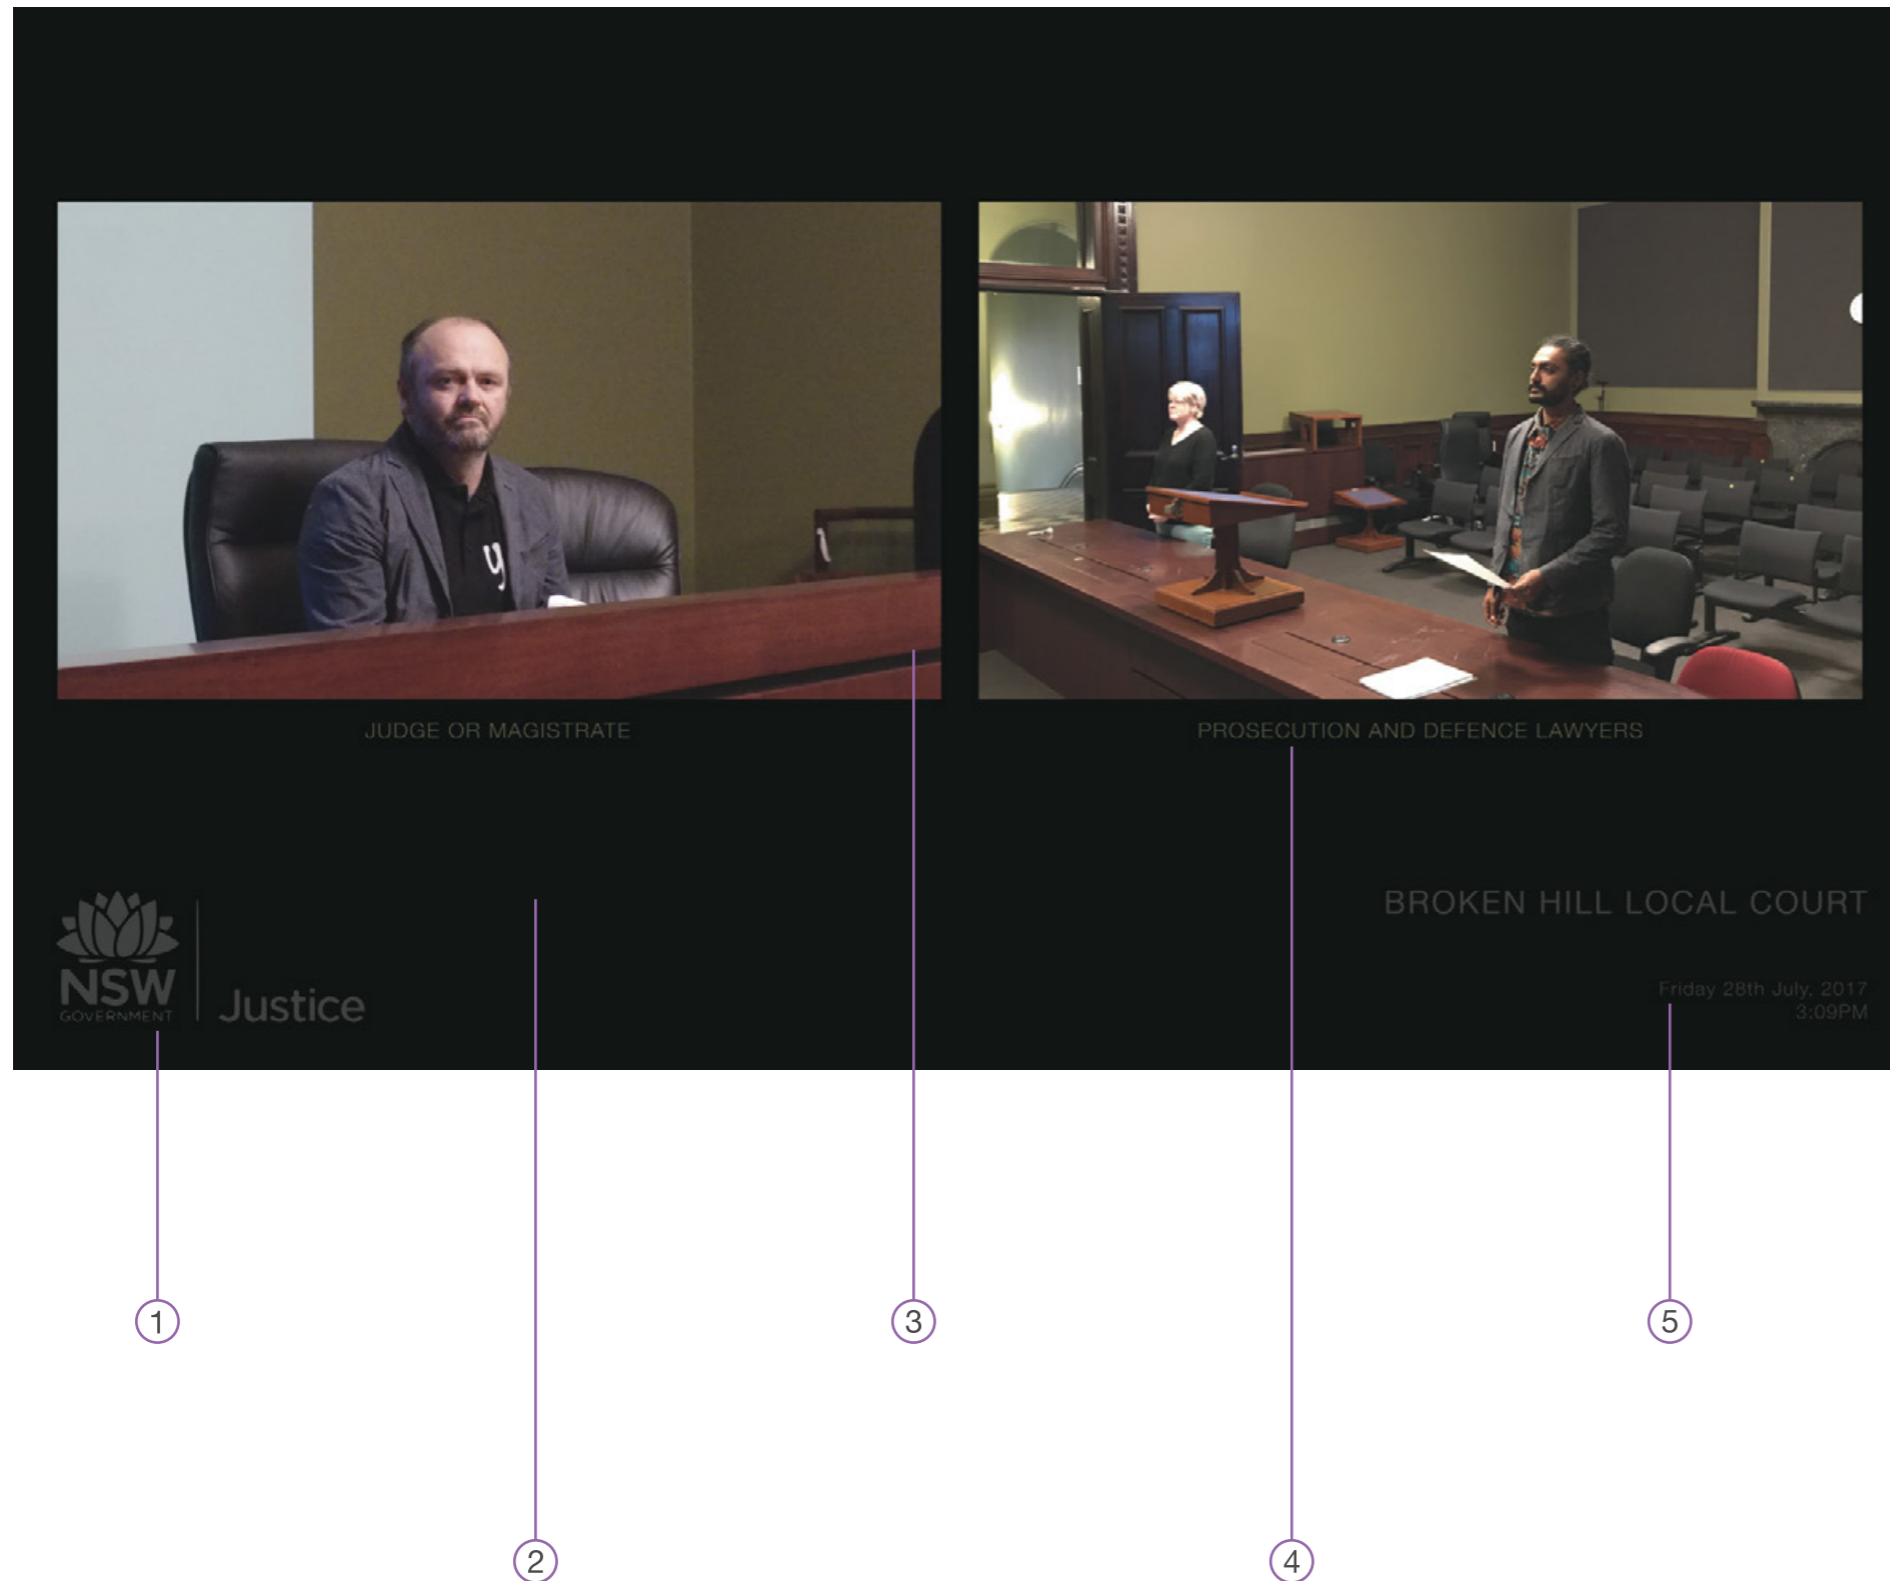 y
JUDGE OR MAGISTRATE
PROSECUTION AND DEFENCE LAWYERS
NSW
GOVERNMENT
Justice
BROKEN HILL LOCAL COURT
Friday 28th July, 2017
3:09PM
1
3
5
2
4